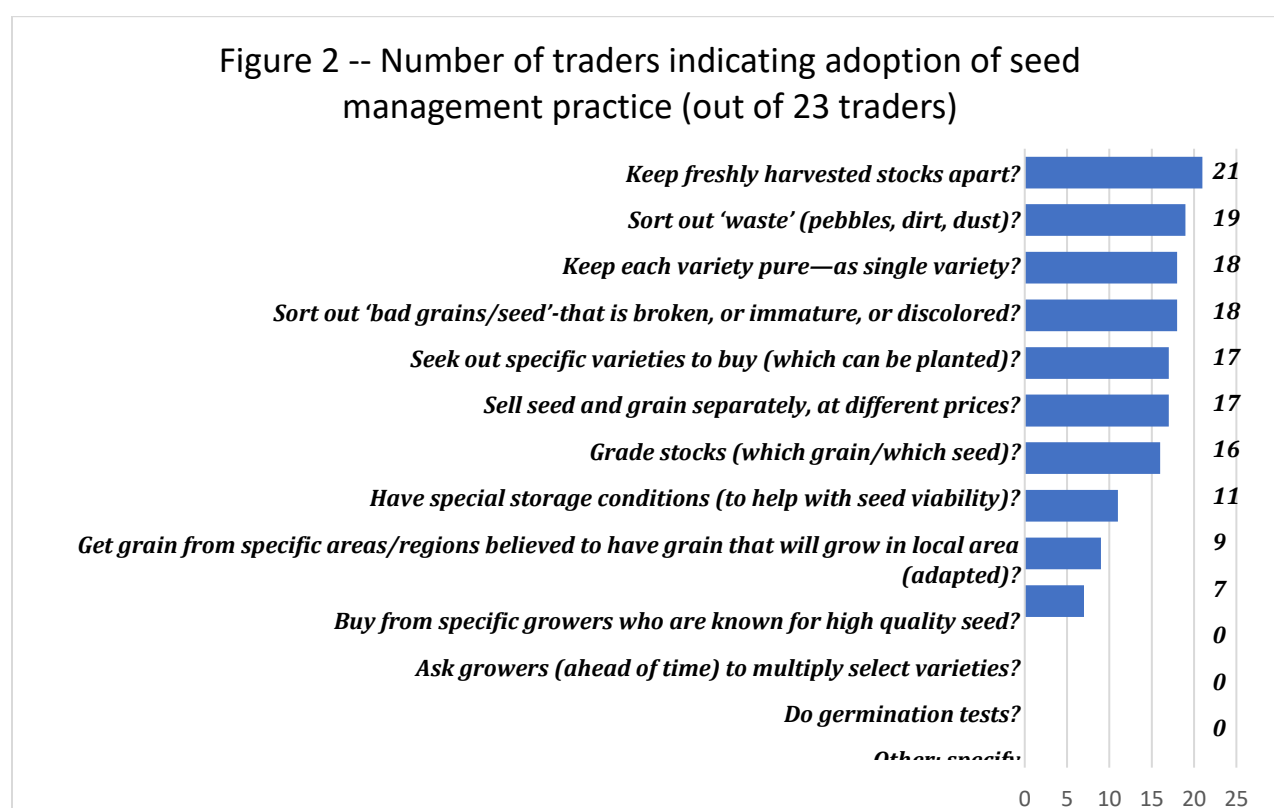 Figure 2 -- Number of traders indicating adoption of seed
management practice (out of 23 traders)
Keep freshly harvested stocks apart? 21
Sort out ‘waste’ (pebbles, dirt, dust)? 19
Keep each variety pure—as single variety? 18
Sort out ‘bad grains/seed’-that is broken, or immature, or discolored? 18
Seek out specific varieties to buy (which can be planted)? 17
Sell seed and grain separately, at different prices? 17
Grade stocks (which grain/which seed)? 16
Have special storage conditions (to help with seed viability)? 11
Get grain from specific areas/regions believed to have grain that will grow in local area 9
(adapted)? 7
Buy from specific growers who are known for high quality seed? 0
Ask growers (ahead of time) to multiply select varieties? 0
Do germination tests? 0
Other: specify
0 5 10 15 20 25